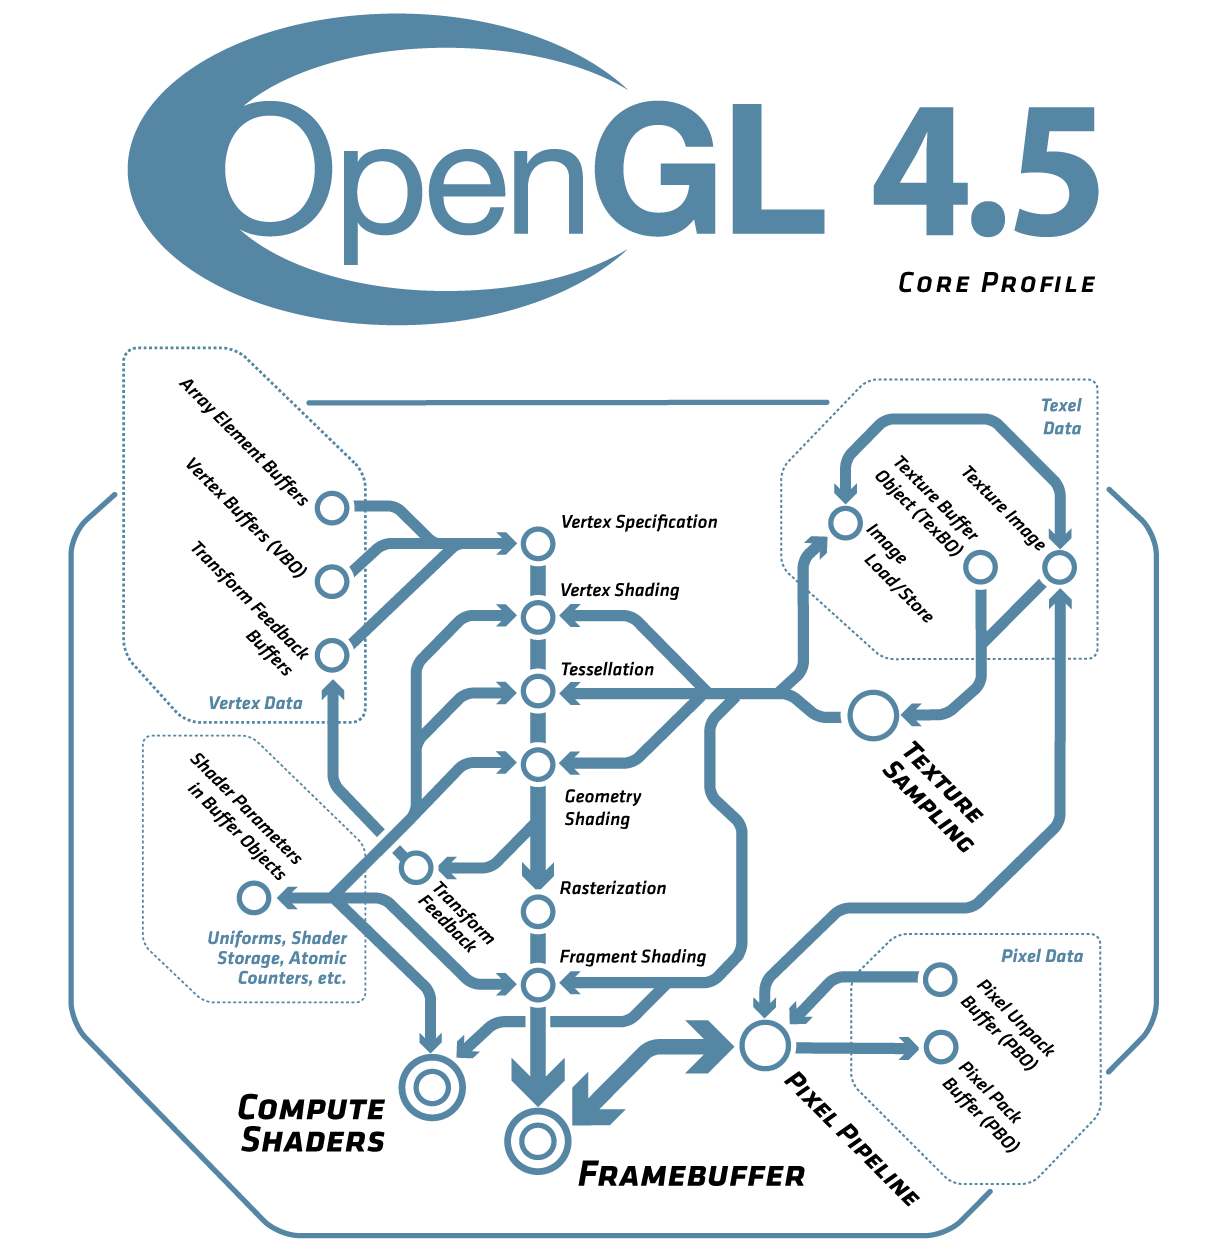 OpenGL 4.5
Core Profile
Array Element Buffers
Vertex Buffers (VBO)
Transform Feedback
Buffers
Vertex Data
Texel
Data
Texture Buffer
Object (TexBO)
Texture Image
Image
Load/Store
Vertex Specification
Vertex Shading
Tessellation
Geometry
Shading
Rasterization
Fragment Shading
Texture
Sampling
Shader Parameters
in Buffer Objects
Uniforms, Shader
Storage, Atomic
Counters, etc.
Transform
Feedback
Pixel Data
Pixel Unpack
Buffer (PBO)
Pixel Pack
Buffer (PBO)
Compute
Shaders
Framebuffer
Pixel Pipeline